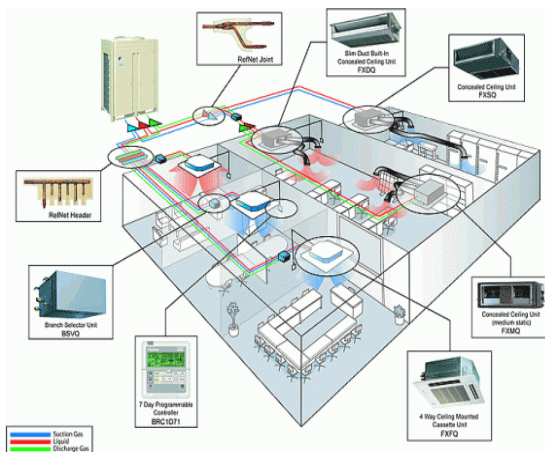 RefNet Joint
Slim Duct Built-In
Concealed Ceiling Unit
FXDQ
Concealed Ceiling Unit
FXSQ
RefNet Header
Branch Selector Unit
BSVQ
7 Day Programmable
Controller
BRC1D71
Concealed Ceiling Unit
(medium static)
FXMQ
4 Way Ceiling Mounted
Cassette Unit
FXFQ
Suction Gas
Liquid
Discharge Gas